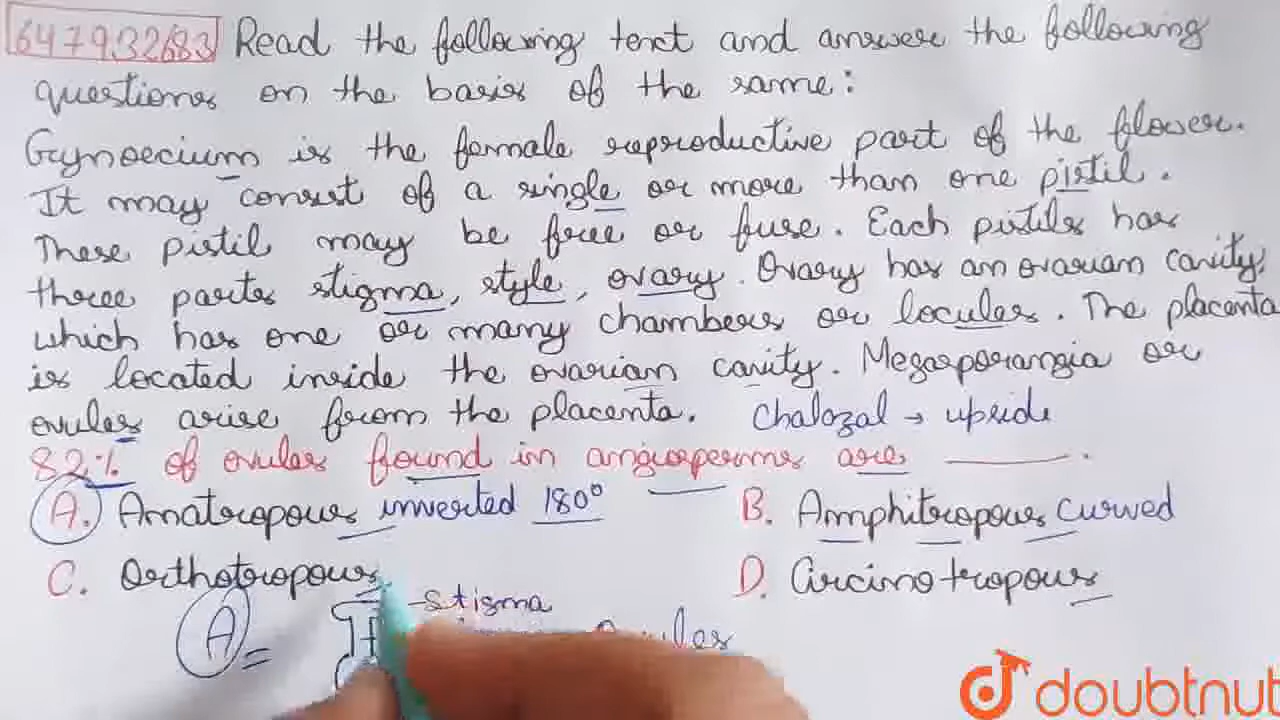 647932683 Read the following text and answer the following
questions on the basis of the same:
Gynoecium is the female reproductive part of the flower.
It may consist of a single or more than one pistil.
These pistil may be free or fuse. Each pistils has
three parts stigma, style, ovary. Ovary has an ovarian cavity,
which has one or many chambers or locules. The placenta
is located inside the ovarian cavity. Megasporangia or
ovules arise from the placenta. Chalazal → upside
82% of ovules found in angiosperms are ______.
A. Anatropous inverted 180° B. Amphitropous curved
C. Orthotropous D. Circinotropous
A = Stigma
ovules
doubtnut